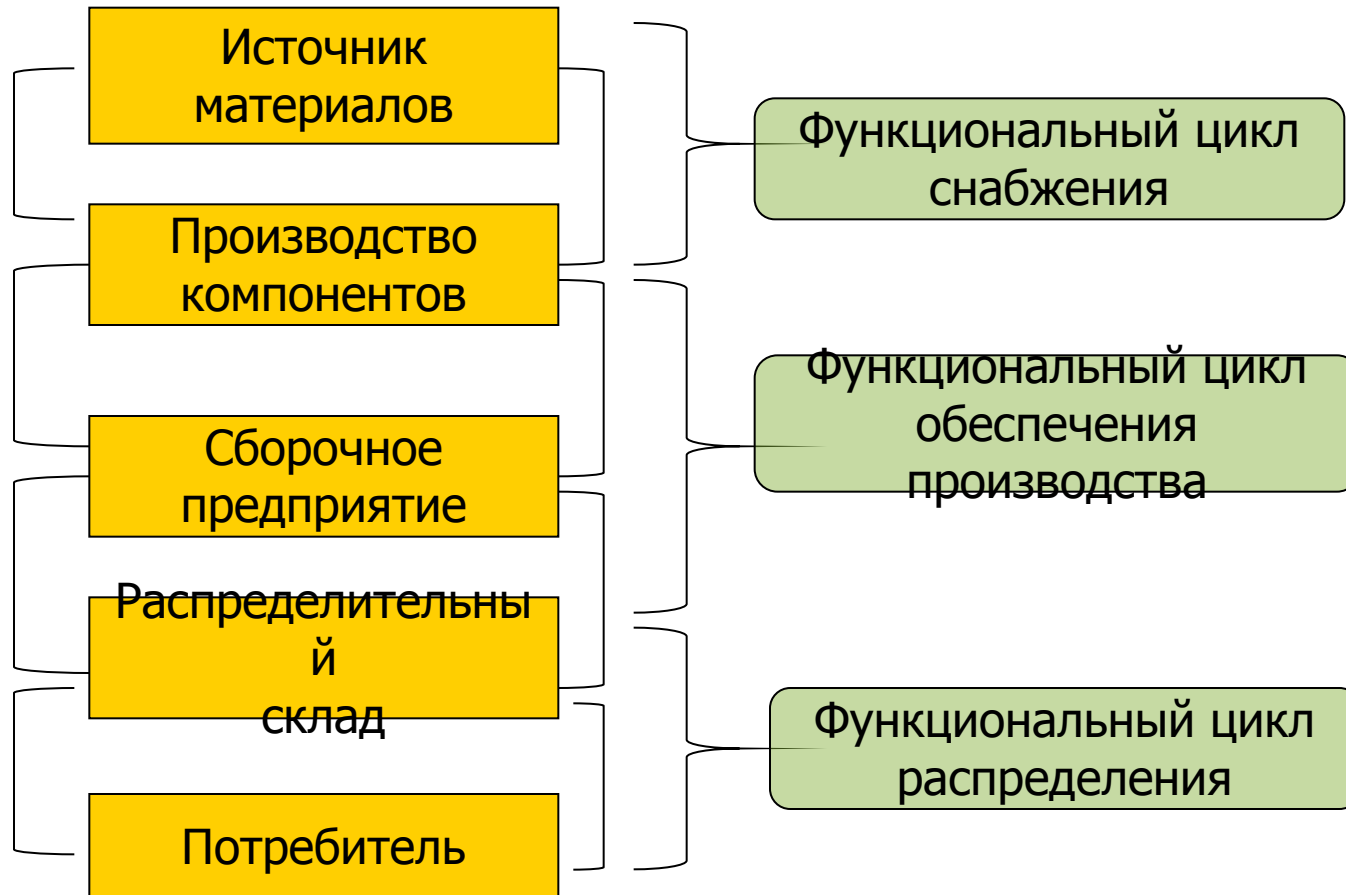 Источник
материалов
Функциональный цикл
снабжения
Производство
компонентов
Функциональный цикл
обеспечения
производства
Сборочное
предприятие
Распределительны
й
склад
Функциональный цикл
распределения
Потребитель